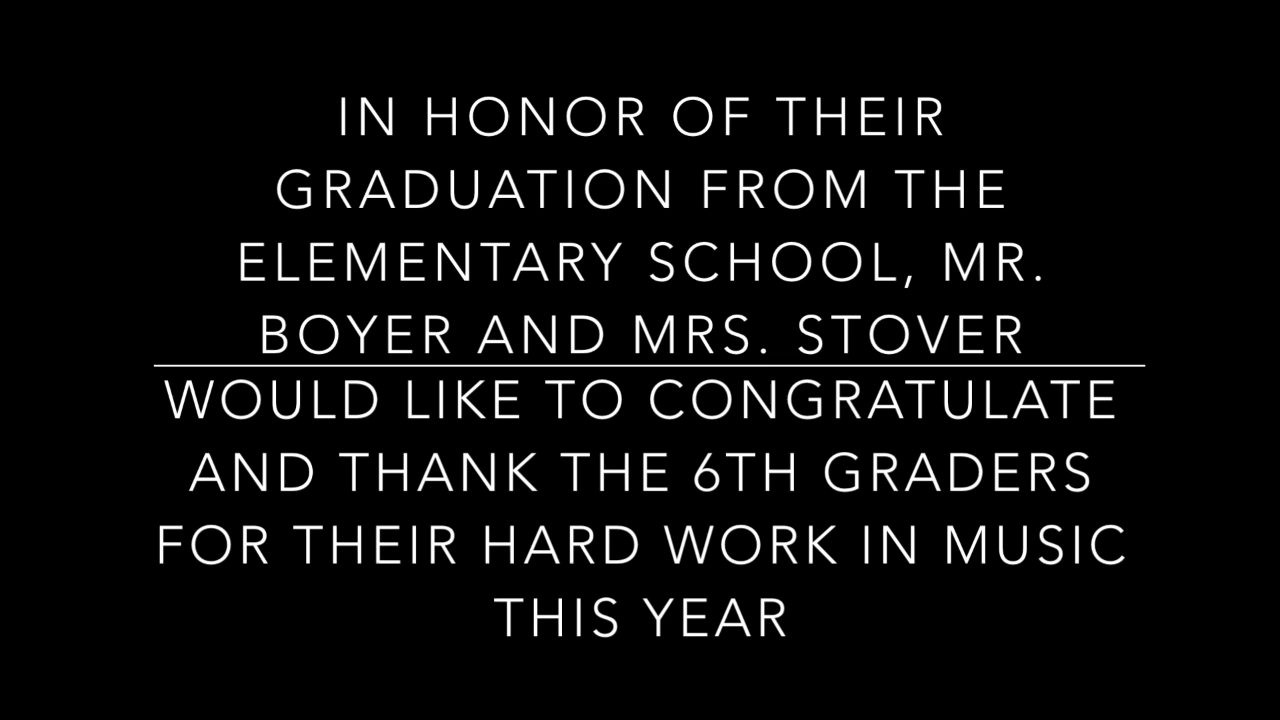 IN HONOR OF THEIR
GRADUATION FROM THE
ELEMENTARY SCHOOL, MR.
BOYER AND MRS. STOVER
WOULD LIKE TO CONGRATULATE
AND THANK THE 6TH GRADERS
FOR THEIR HARD WORK IN MUSIC
THIS YEAR